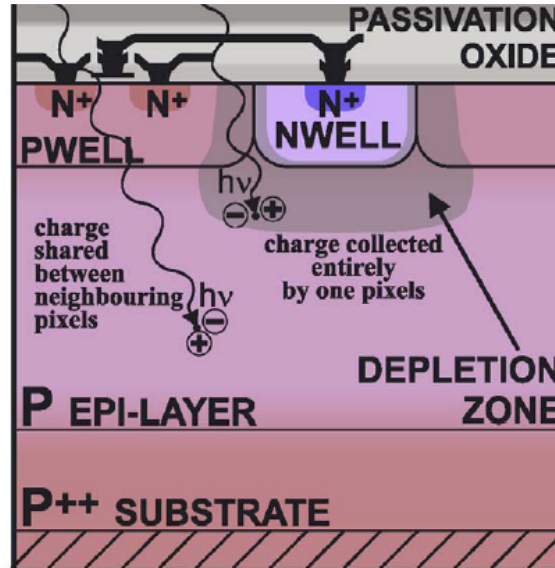 PASSIVATION
OXIDE
N+ N+ N+
PWELL NWELL
hν
− +
charge
shared
between
neighbouring
pixels
charge collected
entirely
by one pixels
hν
−
+
DEPLETION
ZONE
P EPI-LAYER
P++ SUBSTRATE